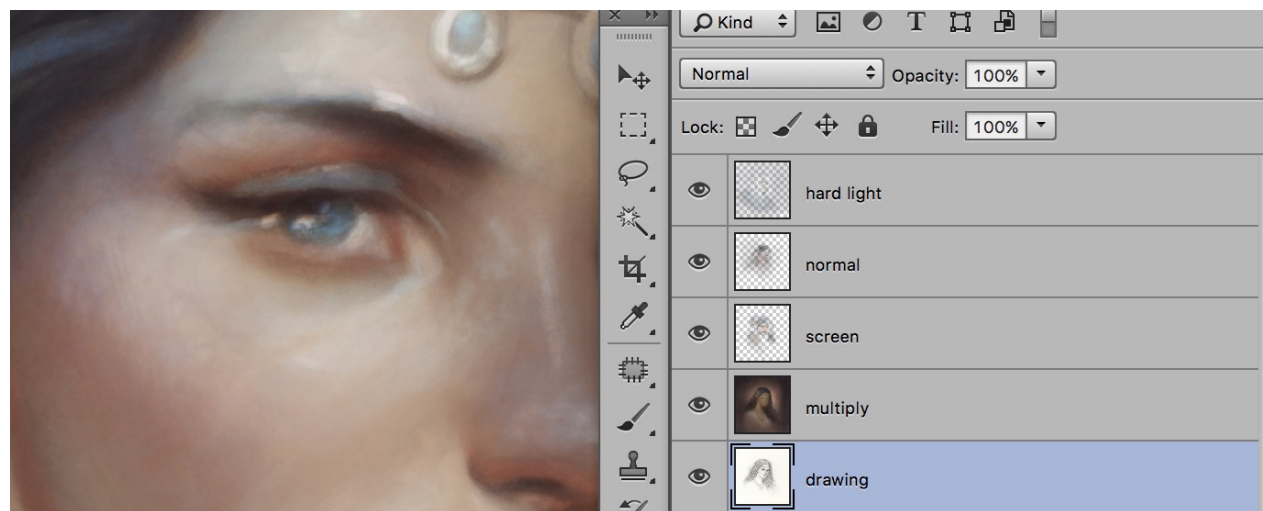 Kind
Normal Opacity: 100%
Lock: Fill: 100%
hard light
normal
screen
multiply
drawing